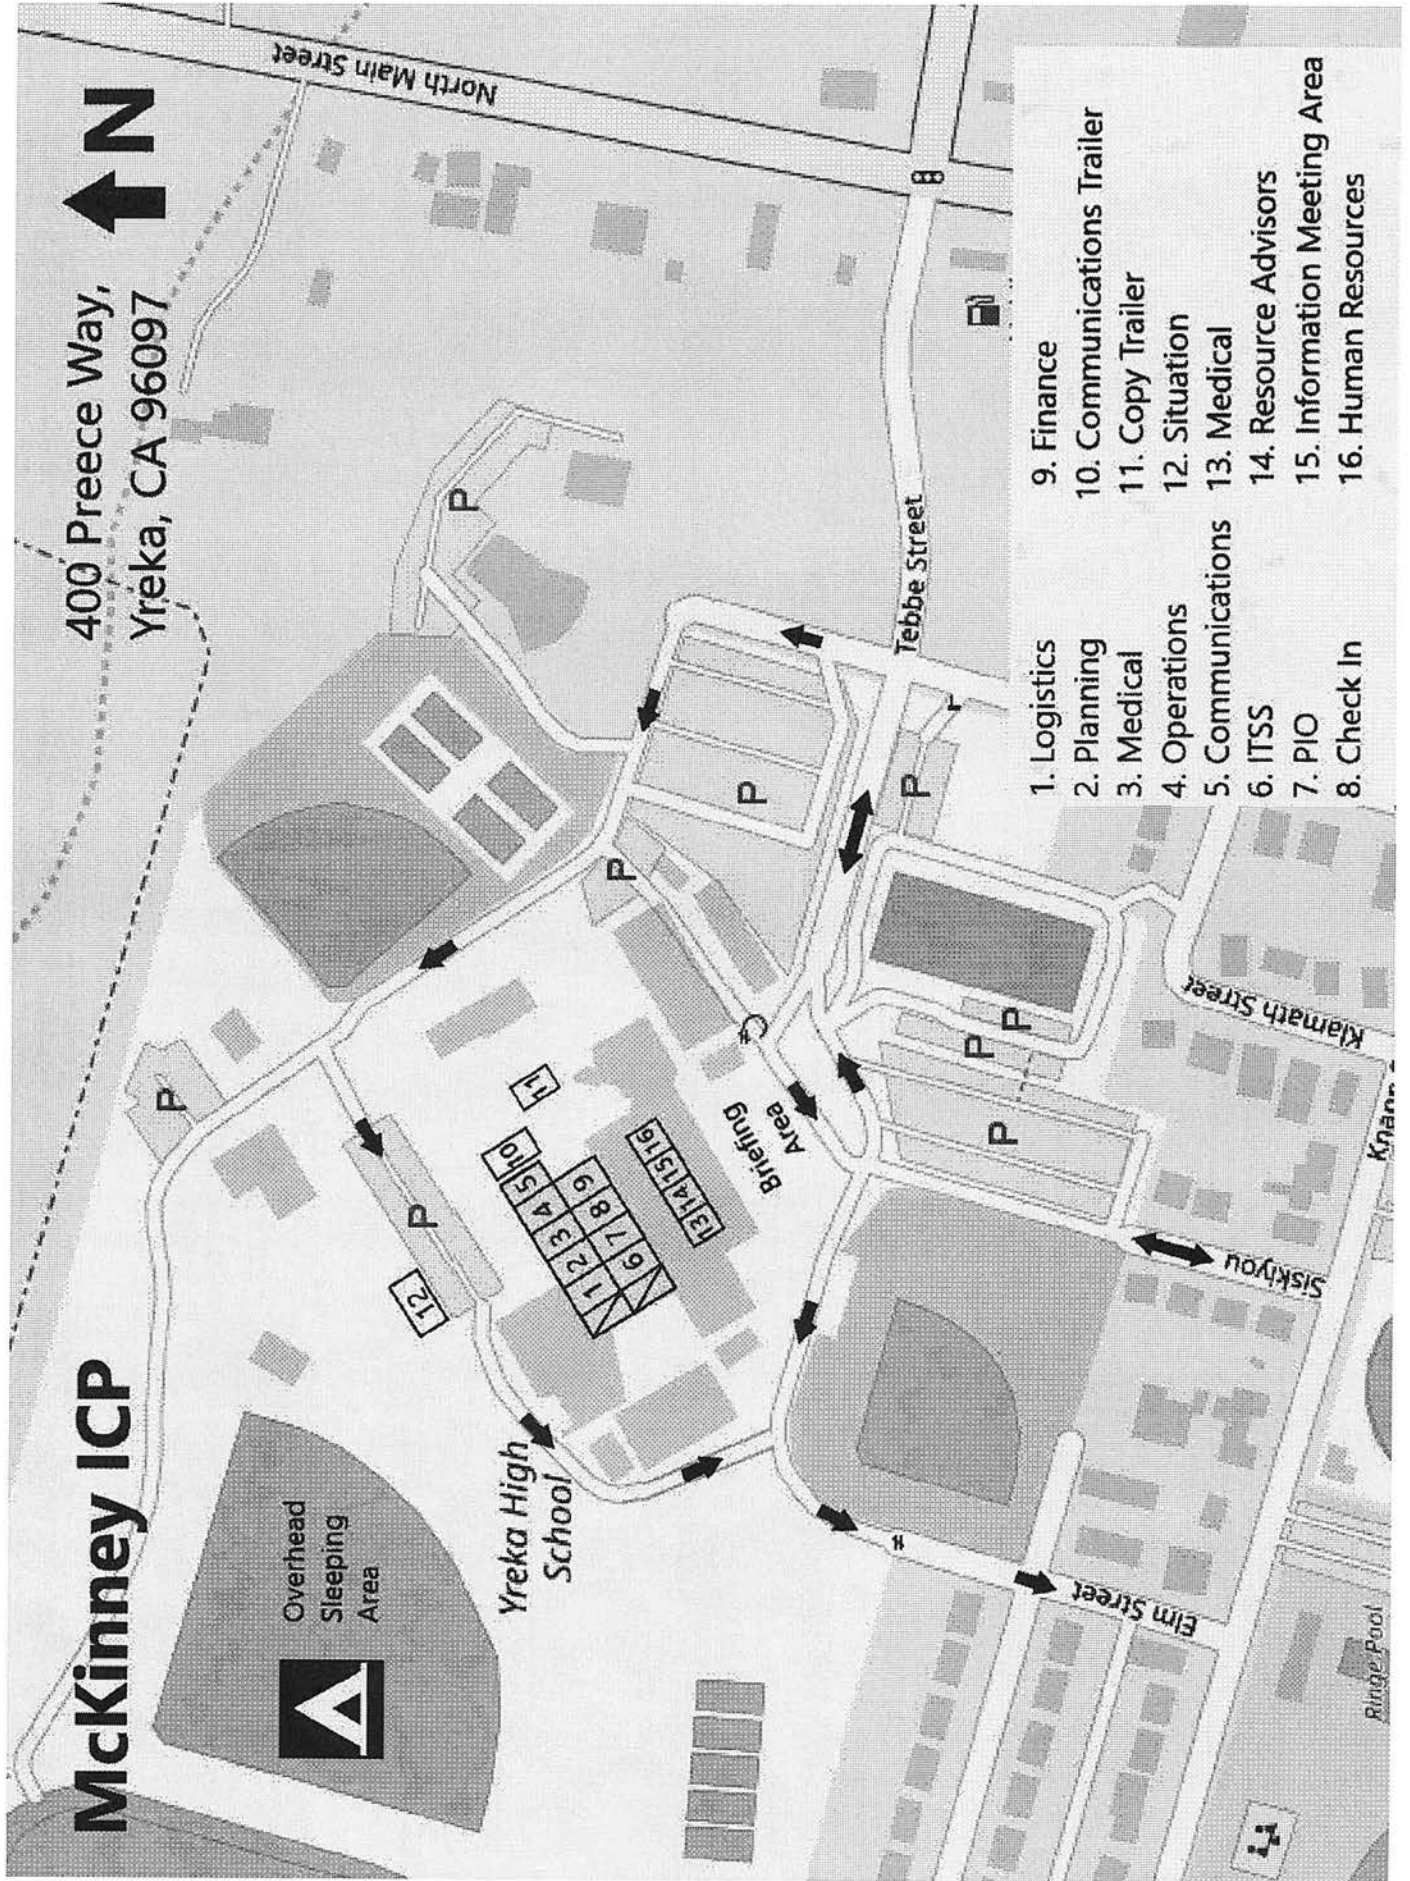 McKinney ICP
400 Preece Way,
Yreka, CA 96097
N
North Main Street
Overhead
Sleeping
Area
Yreka High
School
P
P
P
P
P
P
P
P
P
12
11
1 2 3 4 5 10
6 7 8 9
13 14 15 16
Briefing
Area
Tebbe Street
Klamath Street
Siskiyou
Elm Street
Ringe Pool
1. Logistics
2. Planning
3. Medical
4. Operations
5. Communications
6. ITSS
7. PIO
8. Check In
9. Finance
10. Communications Trailer
11. Copy Trailer
12. Situation
13. Medical
14. Resource Advisors
15. Information Meeting Area
16. Human Resources